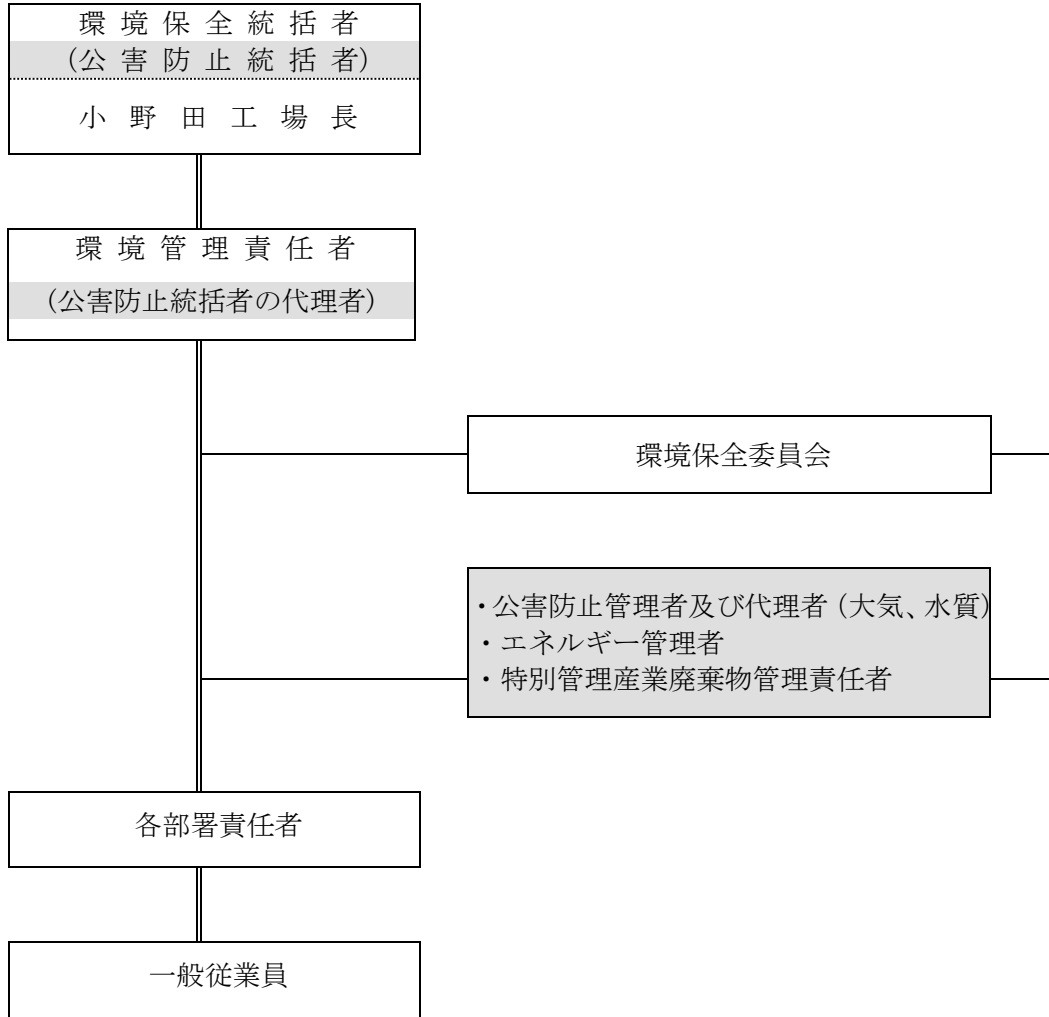 環境保全統括者
(公害防止統括者)
小野田工場長
環境管理責任者
(公害防止統括者の代理者)
環境保全委員会
・公害防止管理者及び代理者(大気、水質)
・エネルギー管理者
・特別管理産業廃棄物管理責任者
各部署責任者
一般従業員